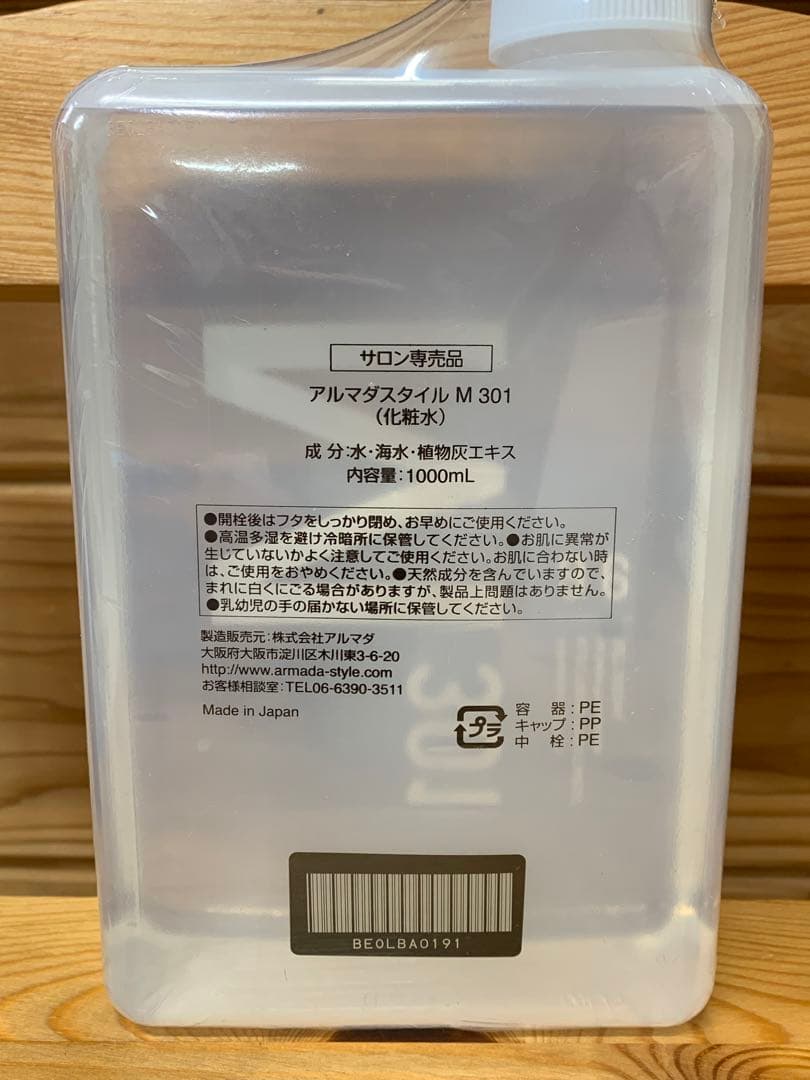 サロン専売品
アルマダスタイル M 301
(化粧水)
成 分:水・海水・植物灰エキス
内容量:1000mL
●開栓後はフタをしっかり閉め、お早めにご使用ください。
●高温多湿を避け冷暗所に保管してください。●お肌に異常が
生じていないかよく注意してご使用ください。お肌に合わない時
は、ご使用をおやめください。●天然成分を含んでいますので、
まれに白くにごる場合がありますが、製品上問題はありません。
●乳幼児の手の届かない場所に保管してください。
製造販売元:株式会社アルマダ
大阪府大阪市淀川区木川東3-6-20
http://www.armada-style.com
お客様相談室:TEL06-6390-3511
Made in Japan
プラ
容 器:PE
キャップ:PP
中 栓:PE
301
BE0LBA0191